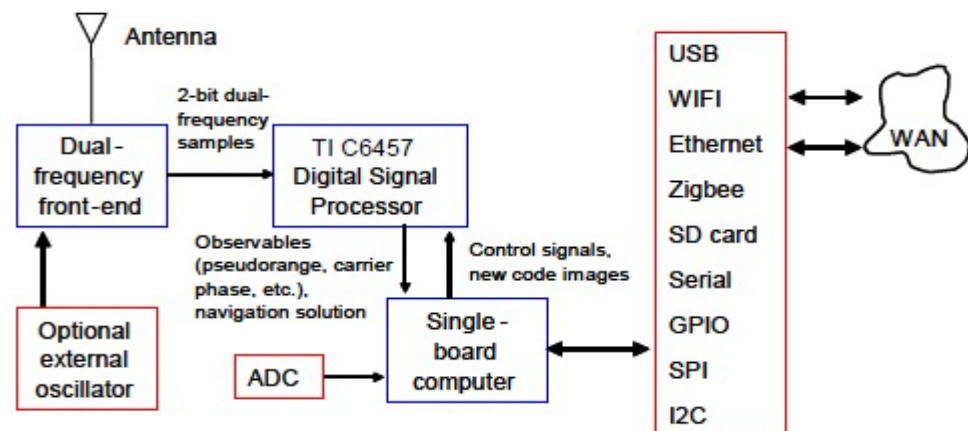 Antenna
2-bit dual-
frequency
samples
Dual-
frequency
front-end
TI C6457
Digital Signal
Processor
Observables
(pseudorange, carrier
phase, etc.),
navigation solution
Control signals,
new code images
Optional
external
oscillator
ADC
Single-
board
computer
USB
WIFI
Ethernet
Zigbee
SD card
Serial
GPIO
SPI
I2C
WAN